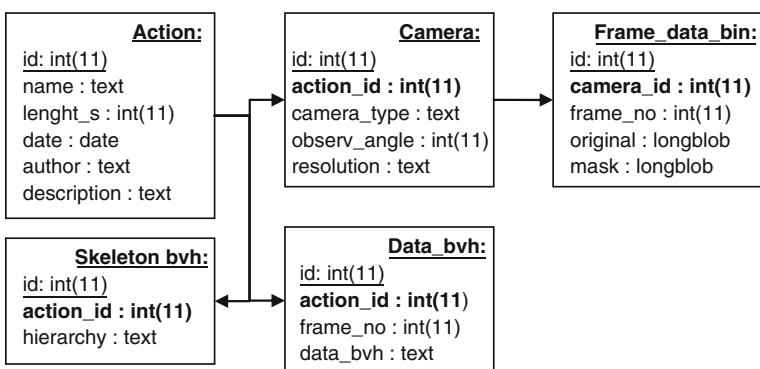 Action:
id: int(11)
name : text
lenght_s : int(11)
date : date
author : text
description : text
Camera:
id: int(11)
action_id : int(11)
camera_type : text
observ_angle : int(11)
resolution : text
Frame_data_bin:
id: int(11)
camera_id : int(11)
frame_no : int(11)
original : longblob
mask : longblob
Skeleton bvh:
id: int(11)
action_id : int(11)
hierarchy : text
Data_bvh:
id: int(11)
action_id : int(11)
frame_no : int(11)
data_bvh : text